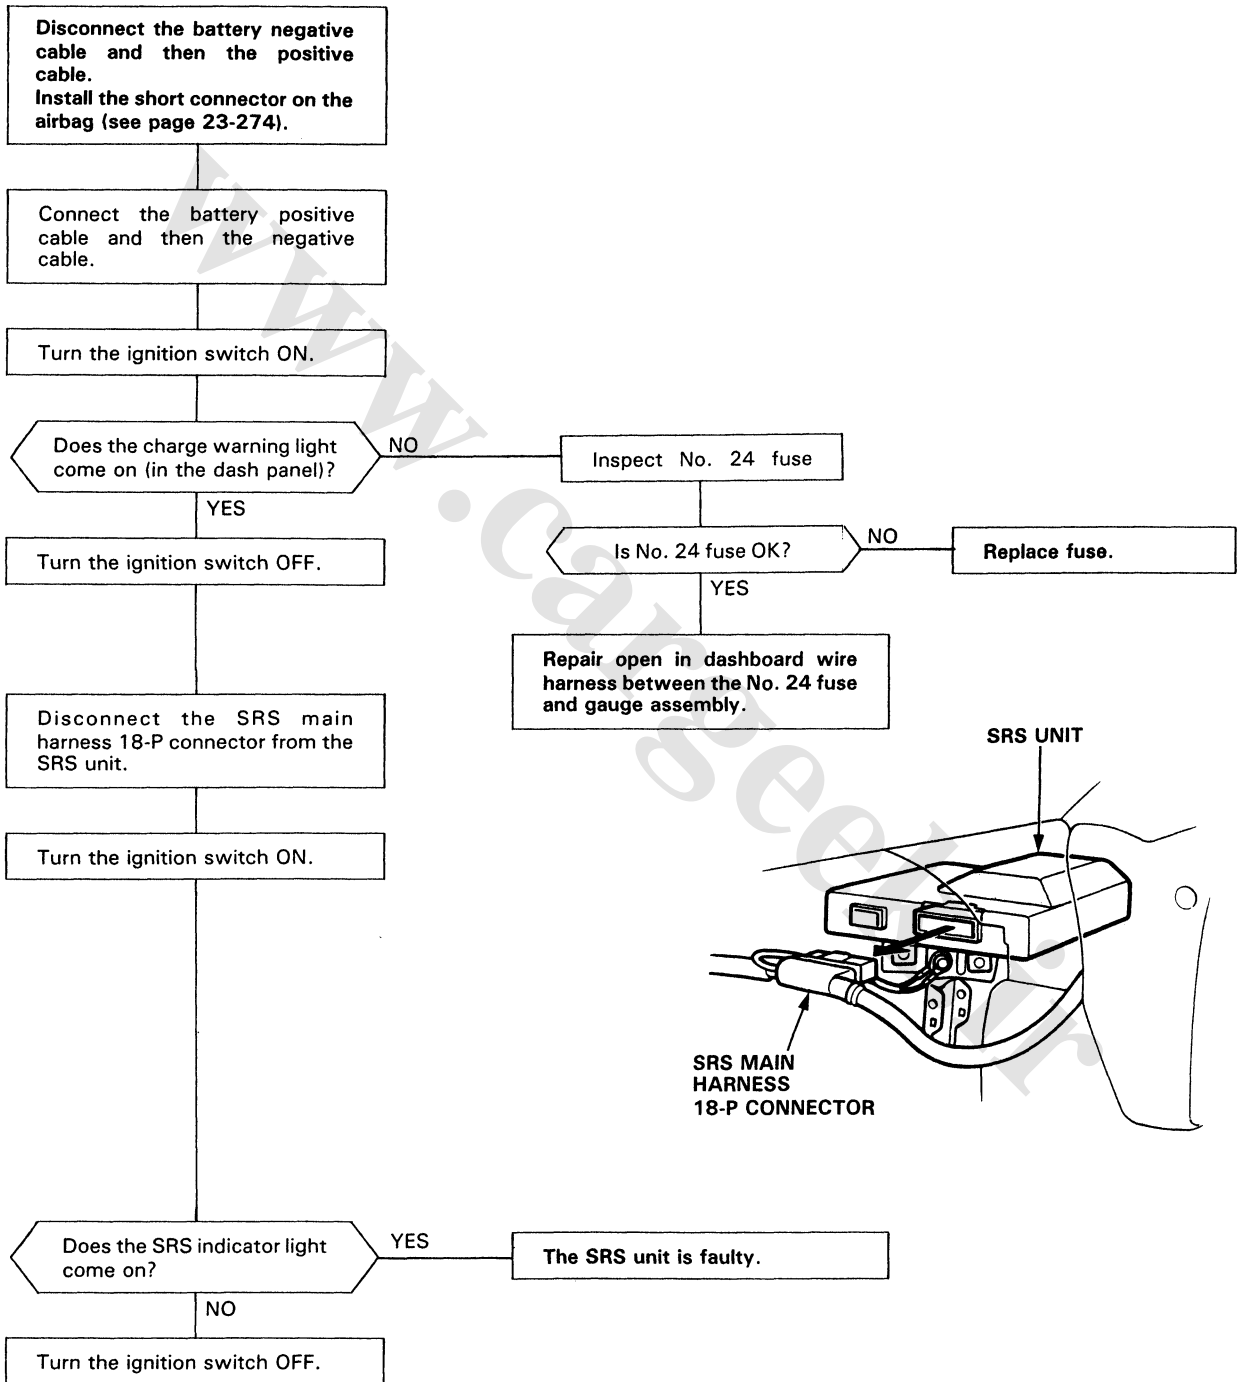 Disconnect the battery negative
cable and then the positive
cable.
Install the short connector on the
airbag (see page 23-274).
Connect the battery positive
cable and then the negative
cable.
Turn the ignition switch ON.
Does the charge warning light
come on (in the dash panel)?
NO
Inspect No. 24 fuse
YES
Is No. 24 fuse OK?
NO
Replace fuse.
YES
Turn the ignition switch OFF.
Repair open in dashboard wire
harness between the No. 24 fuse
and gauge assembly.
Disconnect the SRS main
harness 18-P connector from the
SRS unit.
SRS UNIT
Turn the ignition switch ON.
SRS MAIN
HARNESS
18-P CONNECTOR
Does the SRS indicator light
come on?
YES
The SRS unit is faulty.
NO
Turn the ignition switch OFF.
www.cargeek.ir